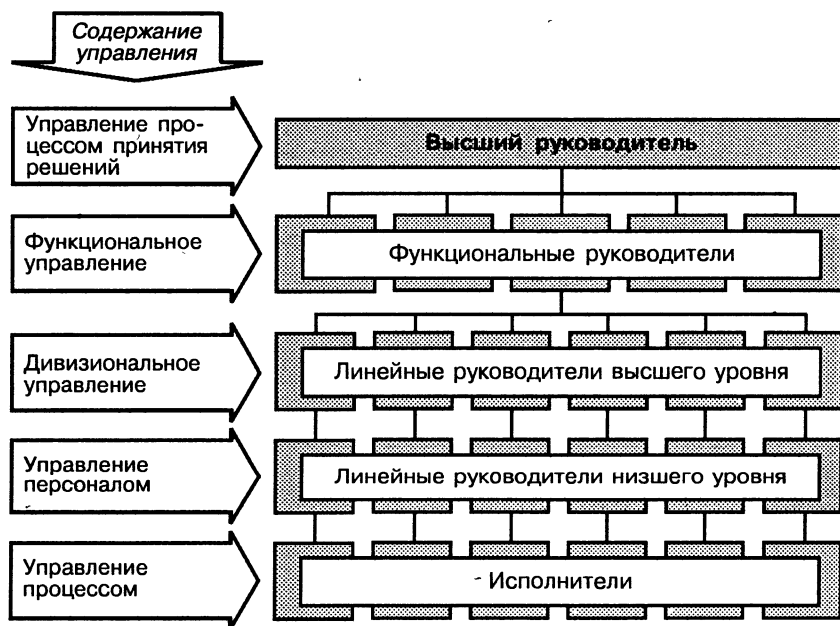 Содержание
управления
Управление про-
цессом принятия
решений
Высший руководитель
Функциональное
управление
Функциональные руководители
Дивизиональное
управление
Линейные руководители высшего уровня
Управление
персоналом
Линейные руководители низшего уровня
Управление
процессом
Исполнители